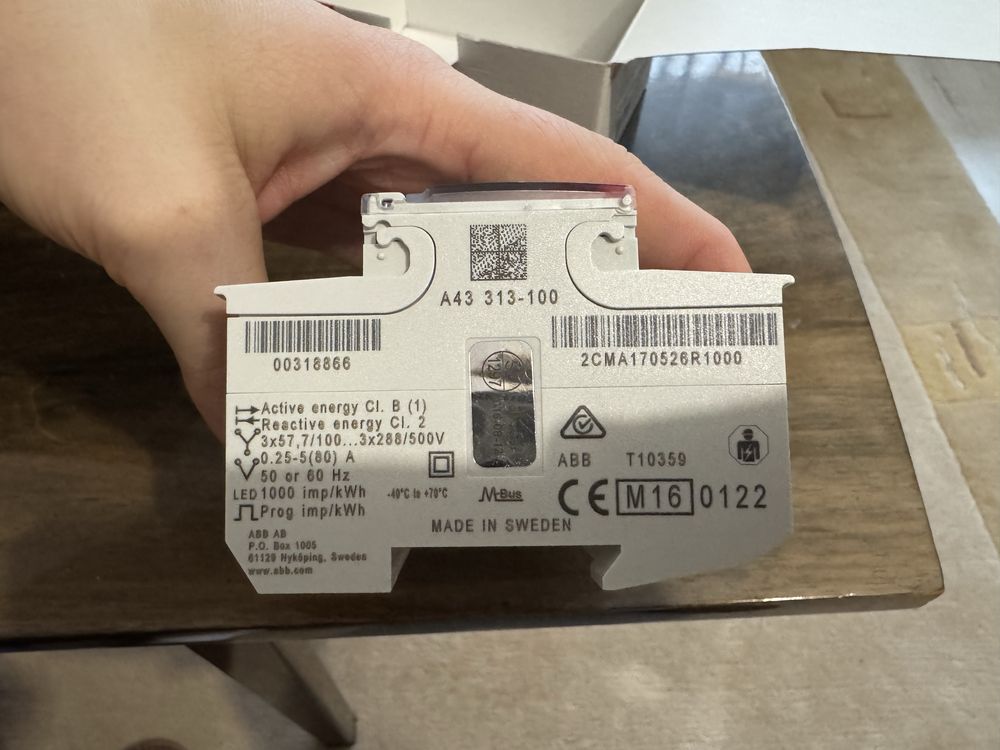 A43 313-100
00318866
2CMA170526R1000
Active energy Cl. B (1)
Reactive energy Cl. 2
3x57,7/100...3x288/500V
0.25-5(80) A
50 or 60 Hz
LED 1000 imp/kWh
Prog imp/kWh
ABB AB
P.O. Box 1005
61129 Nyköping, Sweden
www.abb.com
-40°C to +70°C
M-Bus
MADE IN SWEDEN
1297
ABB T10359
CE M16 0122